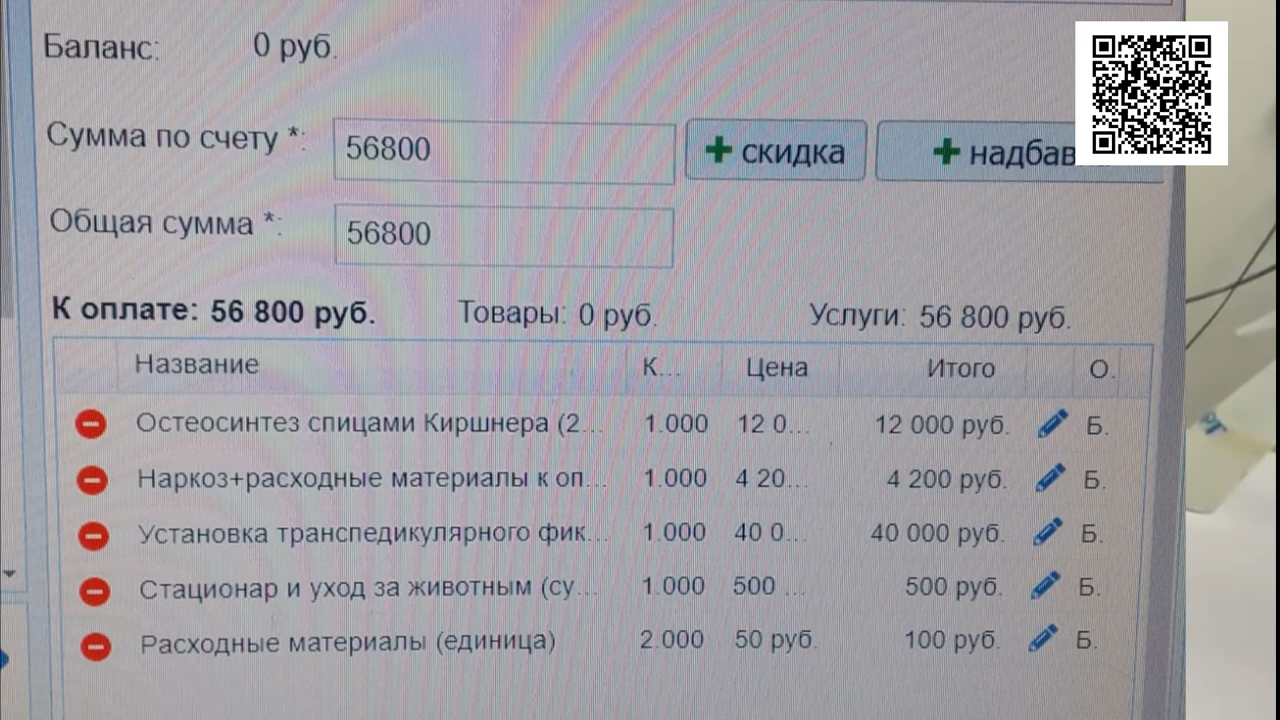 Баланс: 0 руб.
Сумма по счету *: 56800 + скидка + надбав
Общая сумма *: 56800
К оплате: 56 800 руб. Товары: 0 руб. Услуги: 56 800 руб.
Название К... Цена Итого О.
Остеосинтез спицами Киршнера (2... 1.000 12 0... 12 000 руб. Б.
Наркоз+расходные материалы к оп... 1.000 4 20... 4 200 руб. Б.
Установка транспедикулярного фик... 1.000 40 0... 40 000 руб. Б.
Стационар и уход за животным (су... 1.000 500 ... 500 руб. Б.
Расходные материалы (единица) 2.000 50 руб. 100 руб. Б.